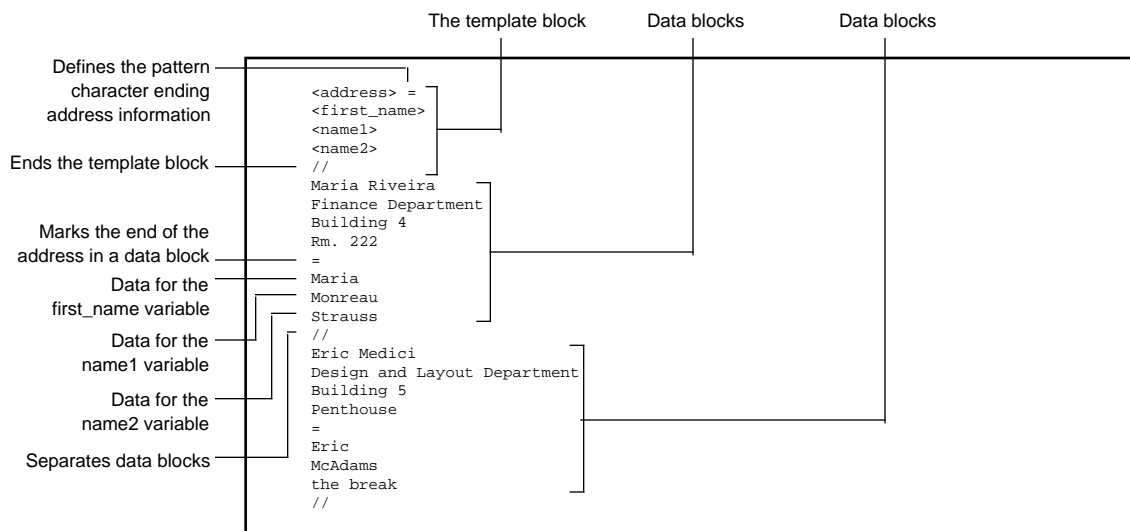 The template block
Data blocks
Data blocks
Defines the pattern
character ending
address information
Ends the template block
Marks the end of the
address in a data block
Data for the
first_name variable
Data for the
name1 variable
Data for the
name2 variable
Separates data blocks
<address> =
<first_name>
<name1>
<name2>
//
Maria Riveira
Finance Department
Building 4
Rm. 222
=
Maria
Monreau
Strauss
//
Eric Medici
Design and Layout Department
Building 5
Penthouse
=
Eric
McAdams
the break
//